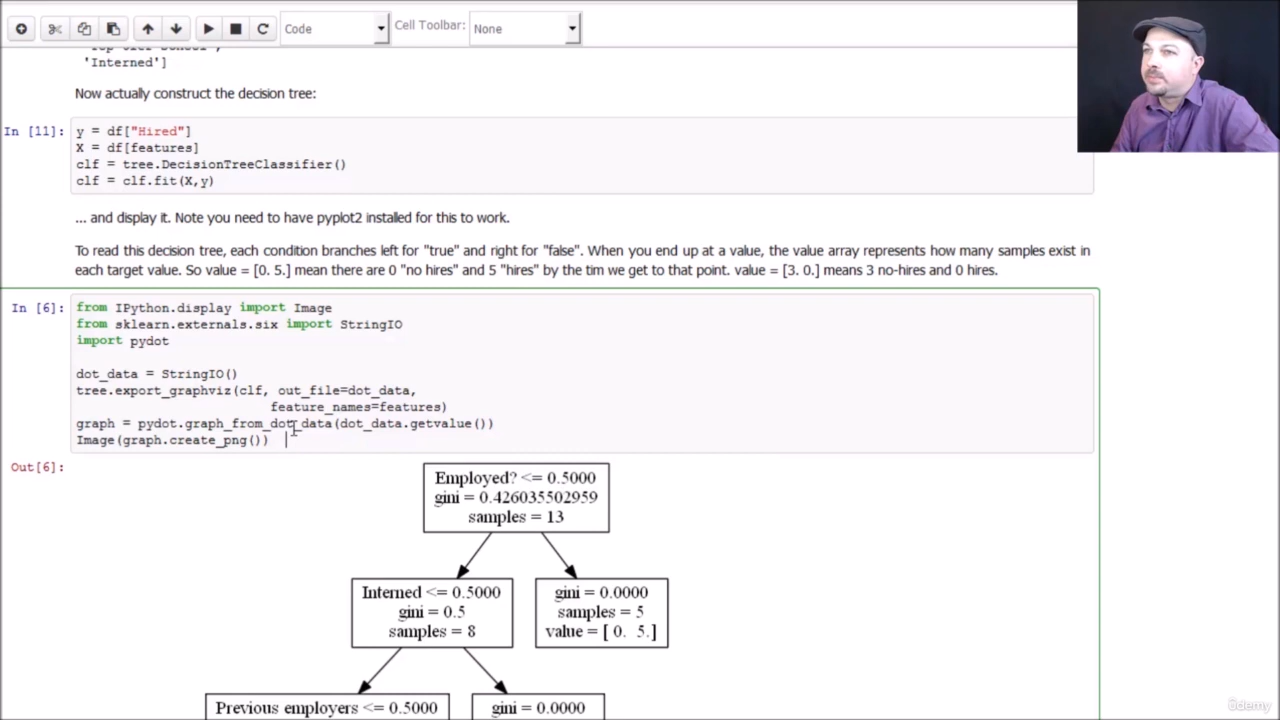 Code
Cell Toolbar:
None
'Interned']
Now actually construct the decision tree:
In [11]:
y = df["Hired"]
X = df[features]
clf = tree.DecisionTreeClassifier()
clf = clf.fit(X,y)
... and display it. Note you need to have pyplot2 installed for this to work.
To read this decision tree, each condition branches left for "true" and right for "false". When you end up at a value, the value array represents how many samples exist in
each target value. So value = [0. 5.] mean there are 0 "no hires" and 5 "hires" by the tim we get to that point. value = [3. 0.] means 3 no-hires and 0 hires.
In [6]:
from IPython.display import Image
from sklearn.externals.six import StringIO
import pydot
dot_data = StringIO()
tree.export_graphviz(clf, out_file=dot_data,
feature_names=features)
graph = pydot.graph_from_dot_data(dot_data.getvalue())
Image(graph.create_png())
Out[6]:
Employed? <= 0.5000
gini = 0.426035502959
samples = 13
Interned <= 0.5000
gini = 0.5
samples = 8
gini = 0.0000
samples = 5
value = [ 0. 5.]
Previous employers <= 0.5000
gini = 0.0000
ûdemy